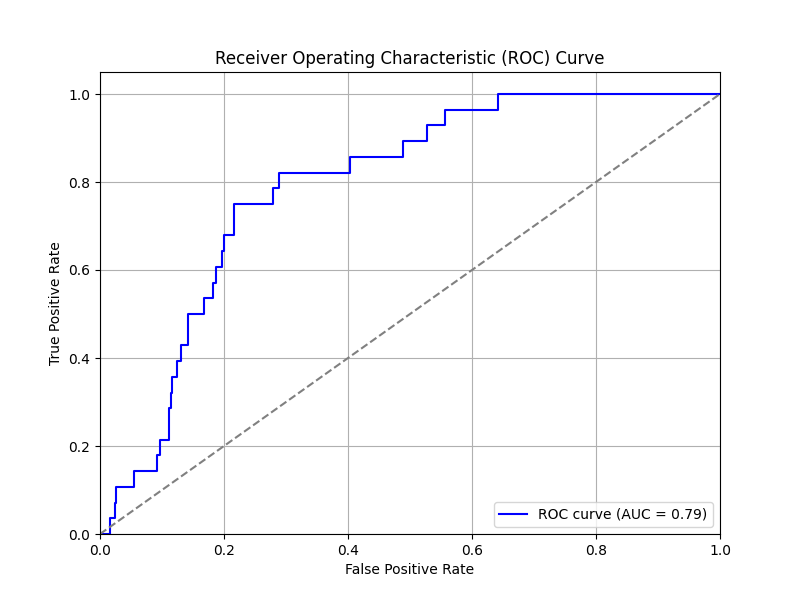 Receiver Operating Characteristic (ROC) Curve
True Positive Rate
1.0
0.8
0.6
0.4
0.2
0.0
0.0 0.2 0.4 0.6 0.8 1.0
False Positive Rate
ROC curve (AUC = 0.79)